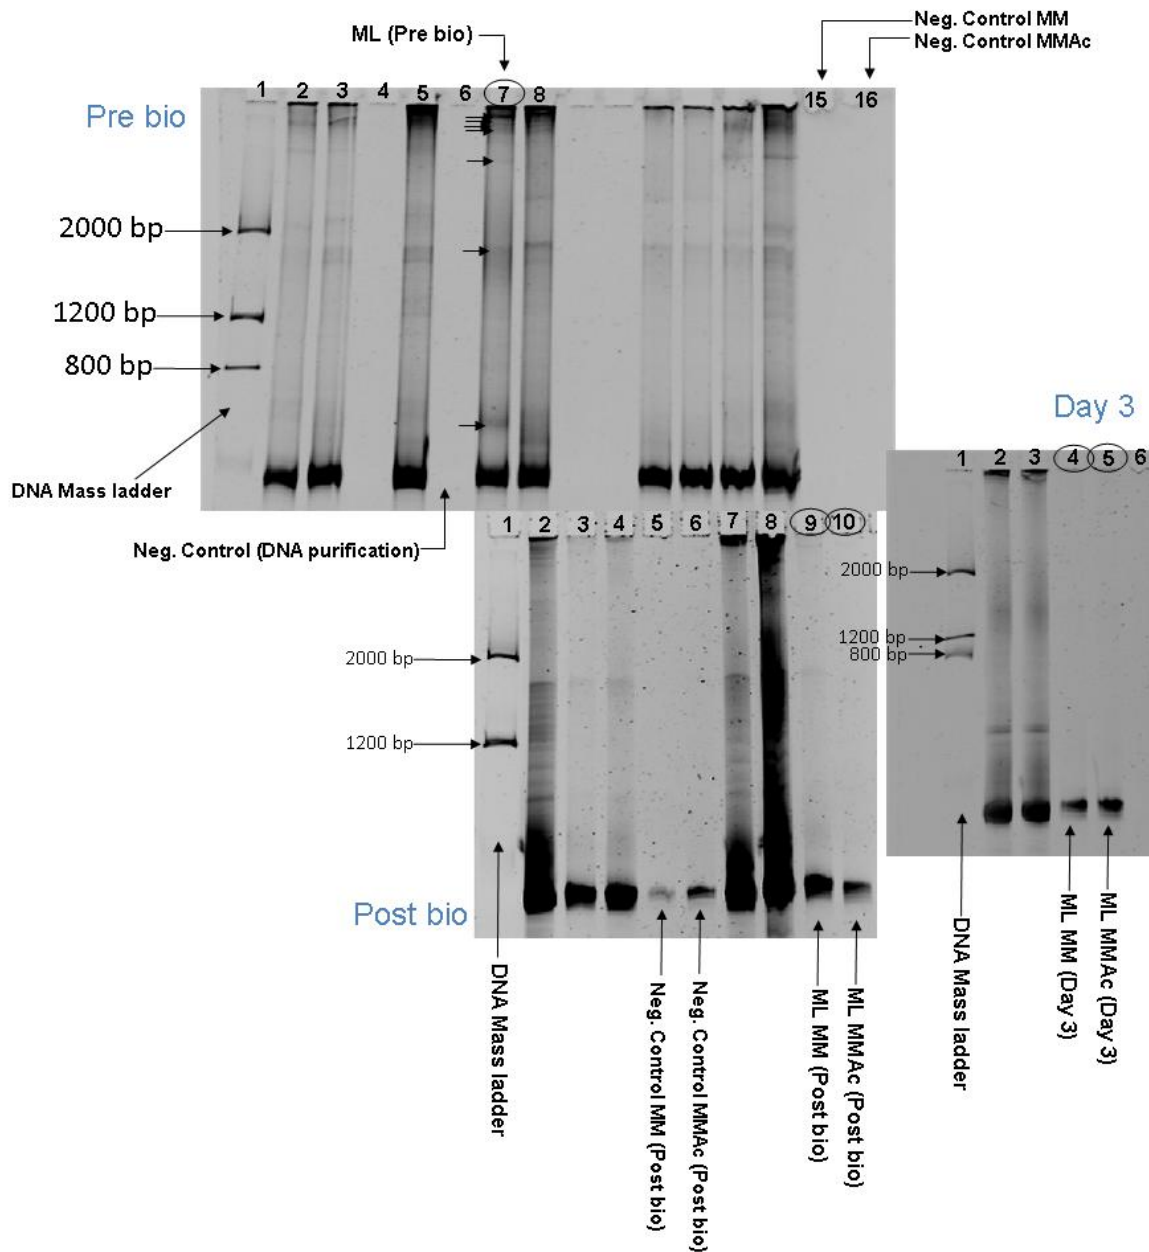 ML (Pre bio)
Neg. Control MM
Neg. Control MMAc
Pre bio
1 2 3 4 5 6 7 8 15 16
2000 bp
1200 bp
800 bp
DNA Mass ladder
Neg. Control (DNA purification)
Day 3
1 2 3 4 5 6
2000 bp
1200 bp
800 bp
1 2 3 4 5 6 7 8 9 10
2000 bp
1200 bp
Post bio
DNA Mass ladder
Neg. Control MM (Post bio)
Neg. Control MMAc (Post bio)
ML MM (Post bio)
ML MMAc (Post bio)
DNA Mass ladder
ML MM (Day 3)
ML MMAc (Day 3)